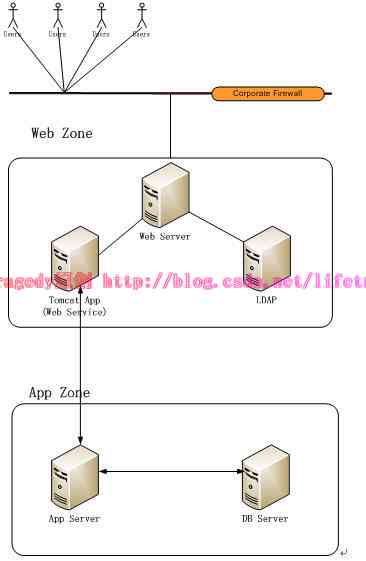 Users Users Users Users
Corporate Firewall
Web Zone
Web Server
http://blog.csdn.net/lifetr
Tomcat App
(Web Service)
LDAP
App Zone
App Server
DB Server